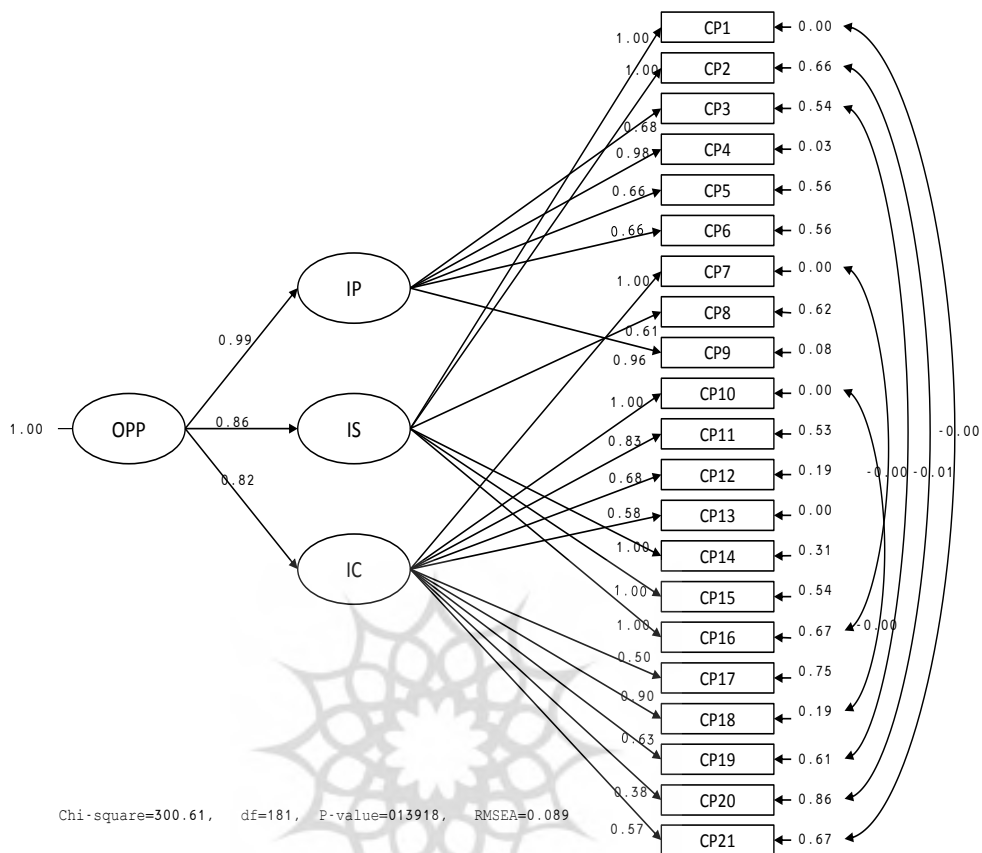 CP1
0.00
1.00
CP2
0.66
1.00
CP3
0.54
0.68
CP4
0.03
0.98
CP5
0.56
0.66
CP6
0.56
0.66
CP7
0.00
1.00
IP
CP8
0.62
0.61
0.99
CP9
0.08
0.96
CP10
0.00
1.00
1.00
OPP
0.86
IS
CP11
0.53
-0.00
0.83
CP12
0.19
-0.00
-0.01
0.82
0.68
CP13
0.00
0.58
CP14
0.31
1.00
IC
CP15
0.54
1.00
CP16
0.67
-0.00
1.00
0.50
CP17
0.75
0.90
CP18
0.19
0.63
CP19
0.61
0.38
CP20
0.86
Chi-square=300.61, df=181, P-value=013918, RMSEA=0.089
0.57
CP21
0.67